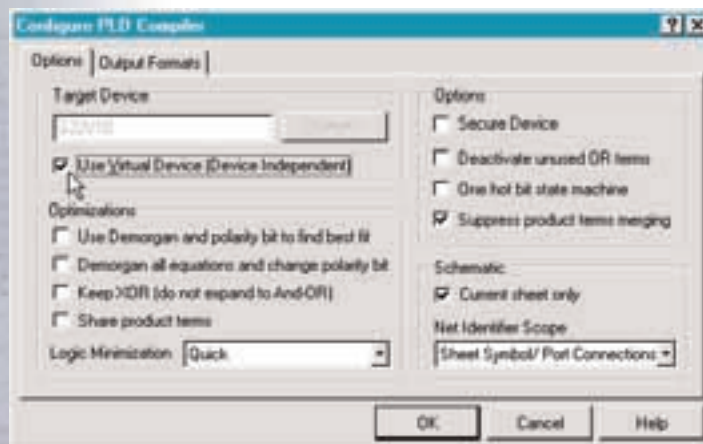 Configure PLD Compiler
Options
Output Formats
Target Device
Use Virtual Device (Device Independent)
Optimizations
Use Demorgan and polarity bit to find best fit
Demorgan all equations and change polarity bit
Keep XOR (do not expand to And-OR)
Share product terms
Logic Minimization
Quick
Options
Secure Device
Deactivate unused OR terms
One hot bit state machine
Suppress product terms merging
Schematic
Current sheet only
Net Identifier Scope
Sheet Symbol/ Port Connections
OK
Cancel
Help